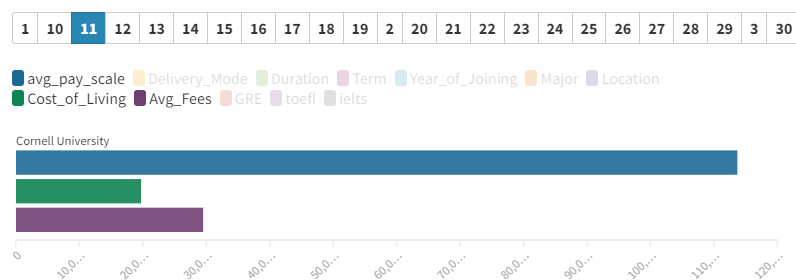 1 10 11 12 13 14 15 16 17 18 19 2 20 21 22 23 24 25 26 27 28 29 3 30
avg_pay_scale Delivery_Mode Duration Term Year_of_Joining Major Location
Cost_of_Living Avg_Fees GRE toefl ielts
Cornell University
0 10,0... 20,0... 30,0... 40,0... 50,0... 60,0... 70,0... 80,0... 90,0... 100,... 110,... 120,...